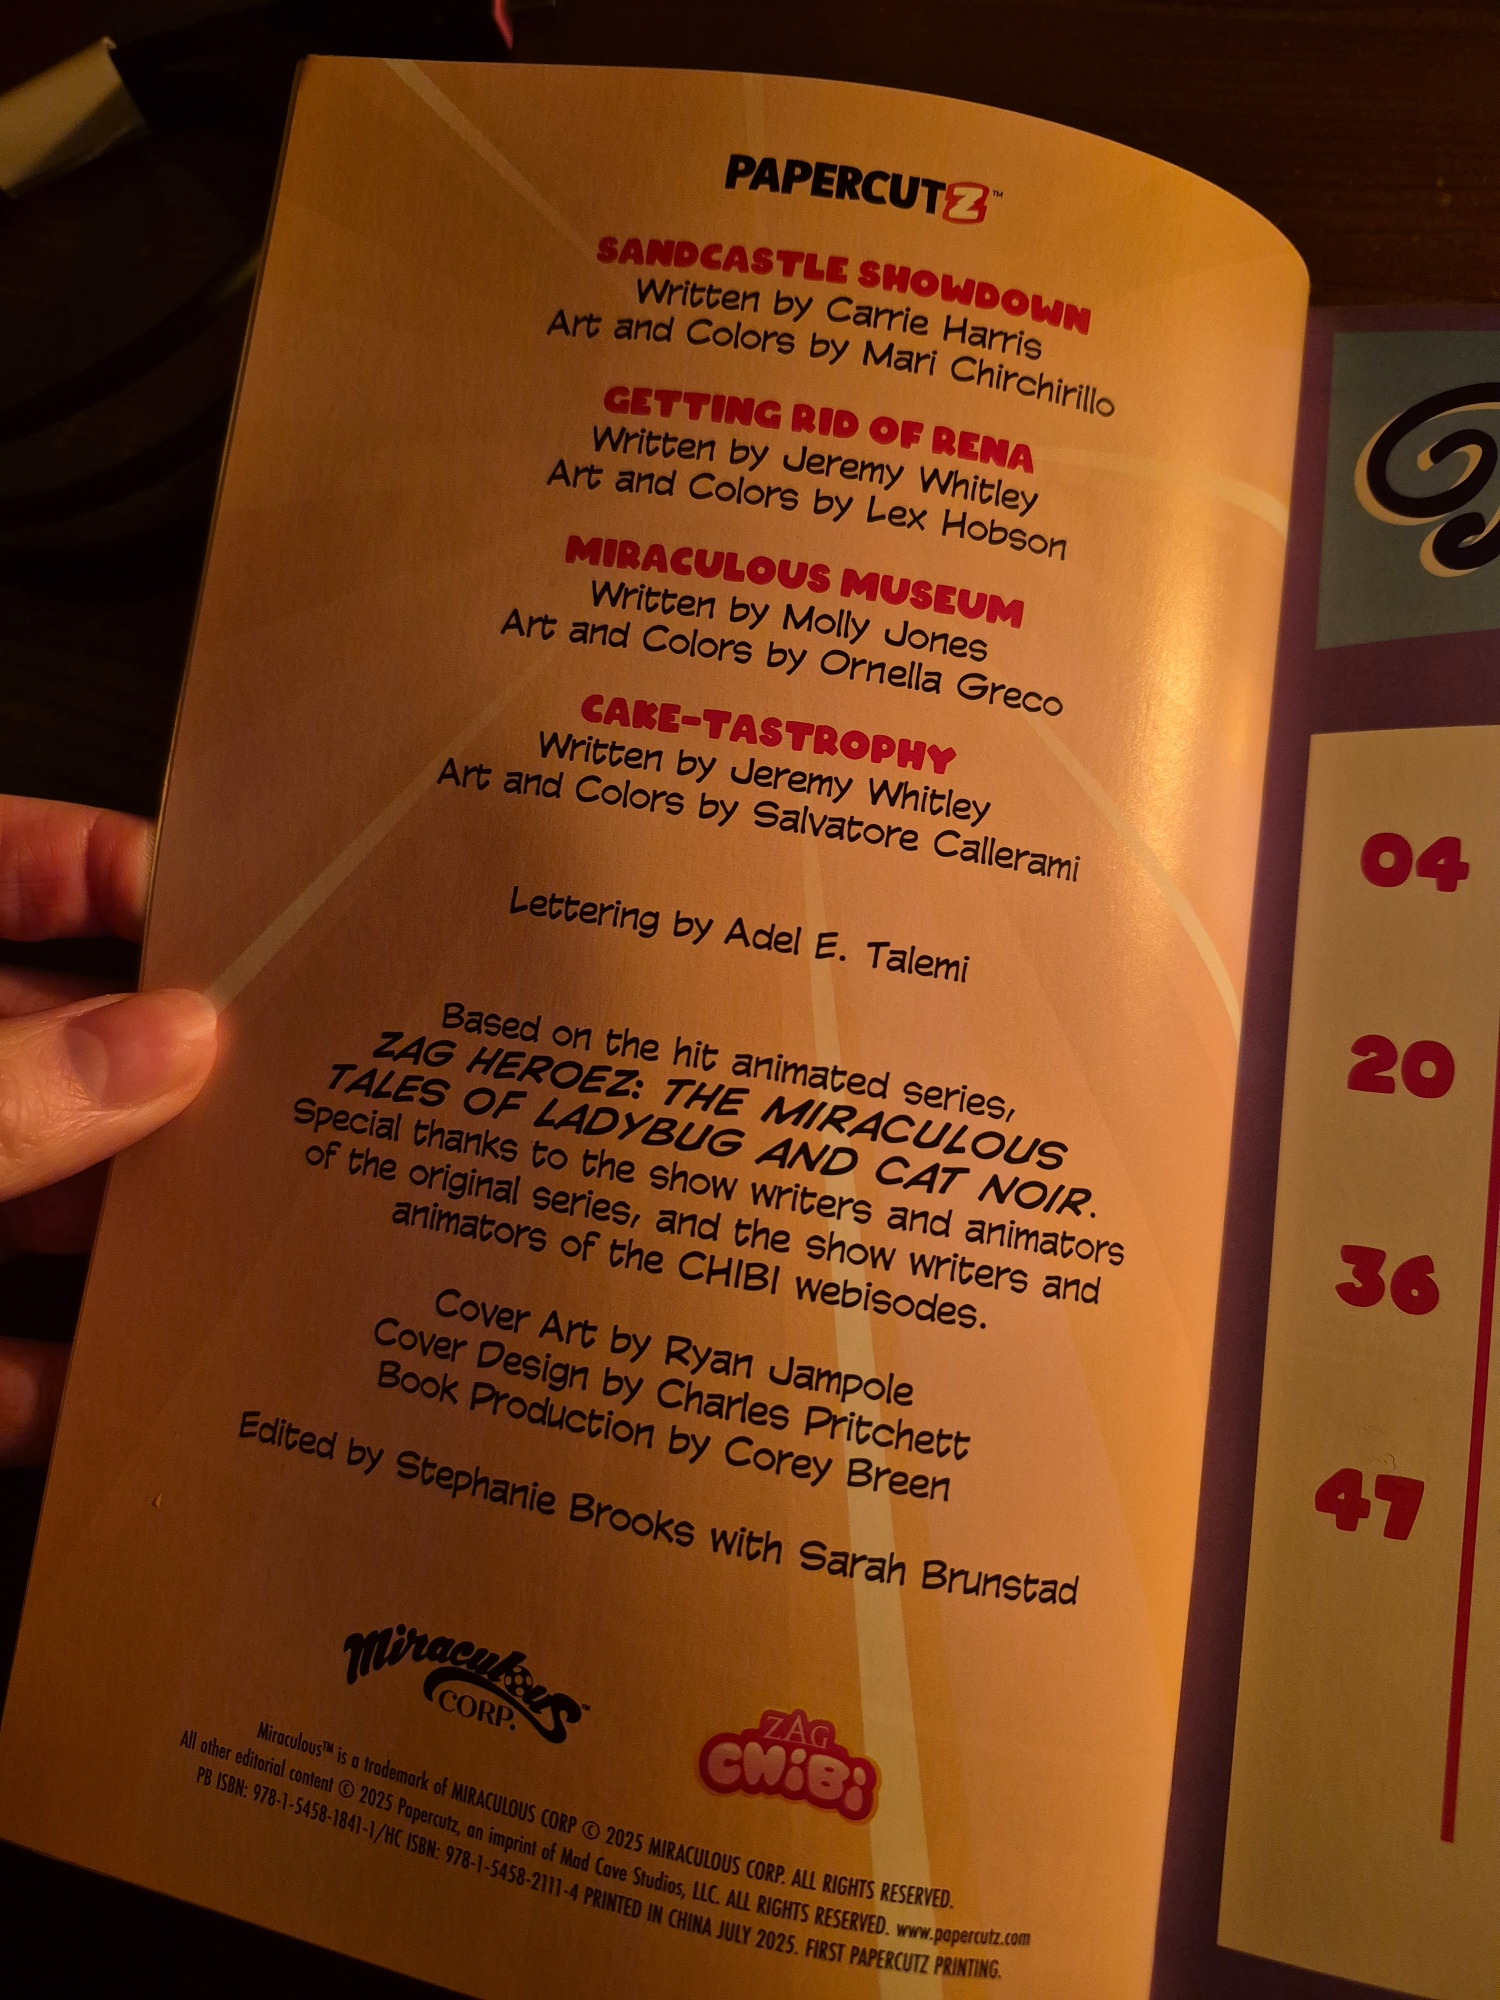 PAPERCUTZ™
SANDCASTLE SHOWDOWN
Written by Carrie Harris
Art and Colors by Mari Chirchirillo
GETTING RID OF RENA
Written by Jeremy Whitley
Art and Colors by Lex Hobson
MIRACULOUS MUSEUM
Written by Molly Jones
Art and Colors by Ornella Greco
CAKE-TASTROPHY
Written by Jeremy Whitley
Art and Colors by Salvatore Callerami
Lettering by Adel E. Talemi
Based on the hit animated series,
ZAG HEROEZ: THE MIRACULOUS
TALES OF LADYBUG AND CAT NOIR.
Special thanks to the show writers and animators
of the original series, and the show writers and
animators of the CHIBI webisodes.
Cover Art by Ryan Jampole
Cover Design by Charles Pritchett
Book Production by Corey Breen
Edited by Stephanie Brooks with Sarah Brunstad
Miraculous™
CORP.
ZAG
CHiBi
Miraculous™ is a trademark of MIRACULOUS CORP © 2025 MIRACULOUS CORP. ALL RIGHTS RESERVED.
All other editorial content © 2025 Papercutz, an imprint of Mad Cave Studios, LLC. ALL RIGHTS RESERVED. www.papercutz.com
PB ISBN: 978-1-5458-1841-1/HC ISBN: 978-1-5458-2111-4 PRINTED IN CHINA JULY 2025. FIRST PAPERCUTZ PRINTING.
04
20
36
47